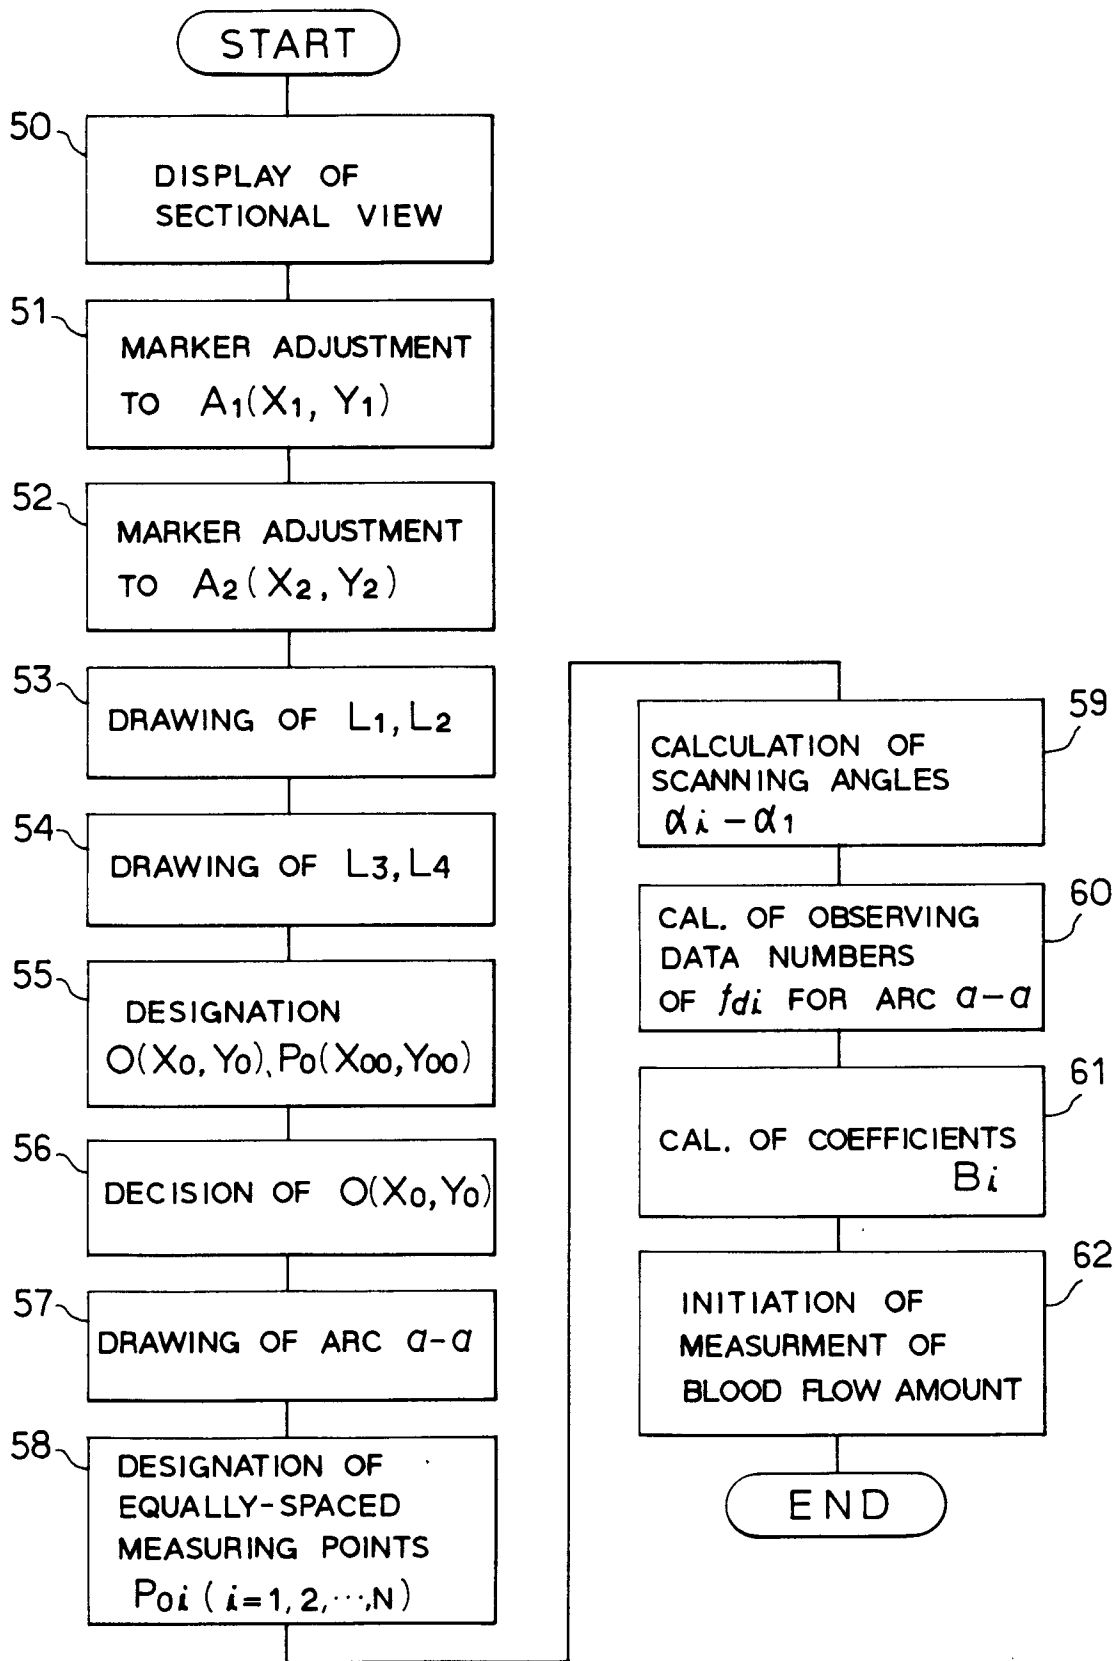 START
50
DISPLAY OF
SECTIONAL VIEW
51
MARKER ADJUSTMENT
TO A1(X1, Y1)
52
MARKER ADJUSTMENT
TO A2(X2, Y2)
53
DRAWING OF L1, L2
54
DRAWING OF L3, L4
55
DESIGNATION
O(X0, Y0), P0(X00, Y00)
56
DECISION OF O(X0, Y0)
57
DRAWING OF ARC a-a
58
DESIGNATION OF
EQUALLY-SPACED
MEASURING POINTS
P0i (i=1, 2, ···, N)
59
CALCULATION OF
SCANNING ANGLES
αi - α1
60
CAL. OF OBSERVING
DATA NUMBERS
OF fdi FOR ARC a-a
61
CAL. OF COEFFICIENTS
Bi
62
INITIATION OF
MEASURMENT OF
BLOOD FLOW AMOUNT
END